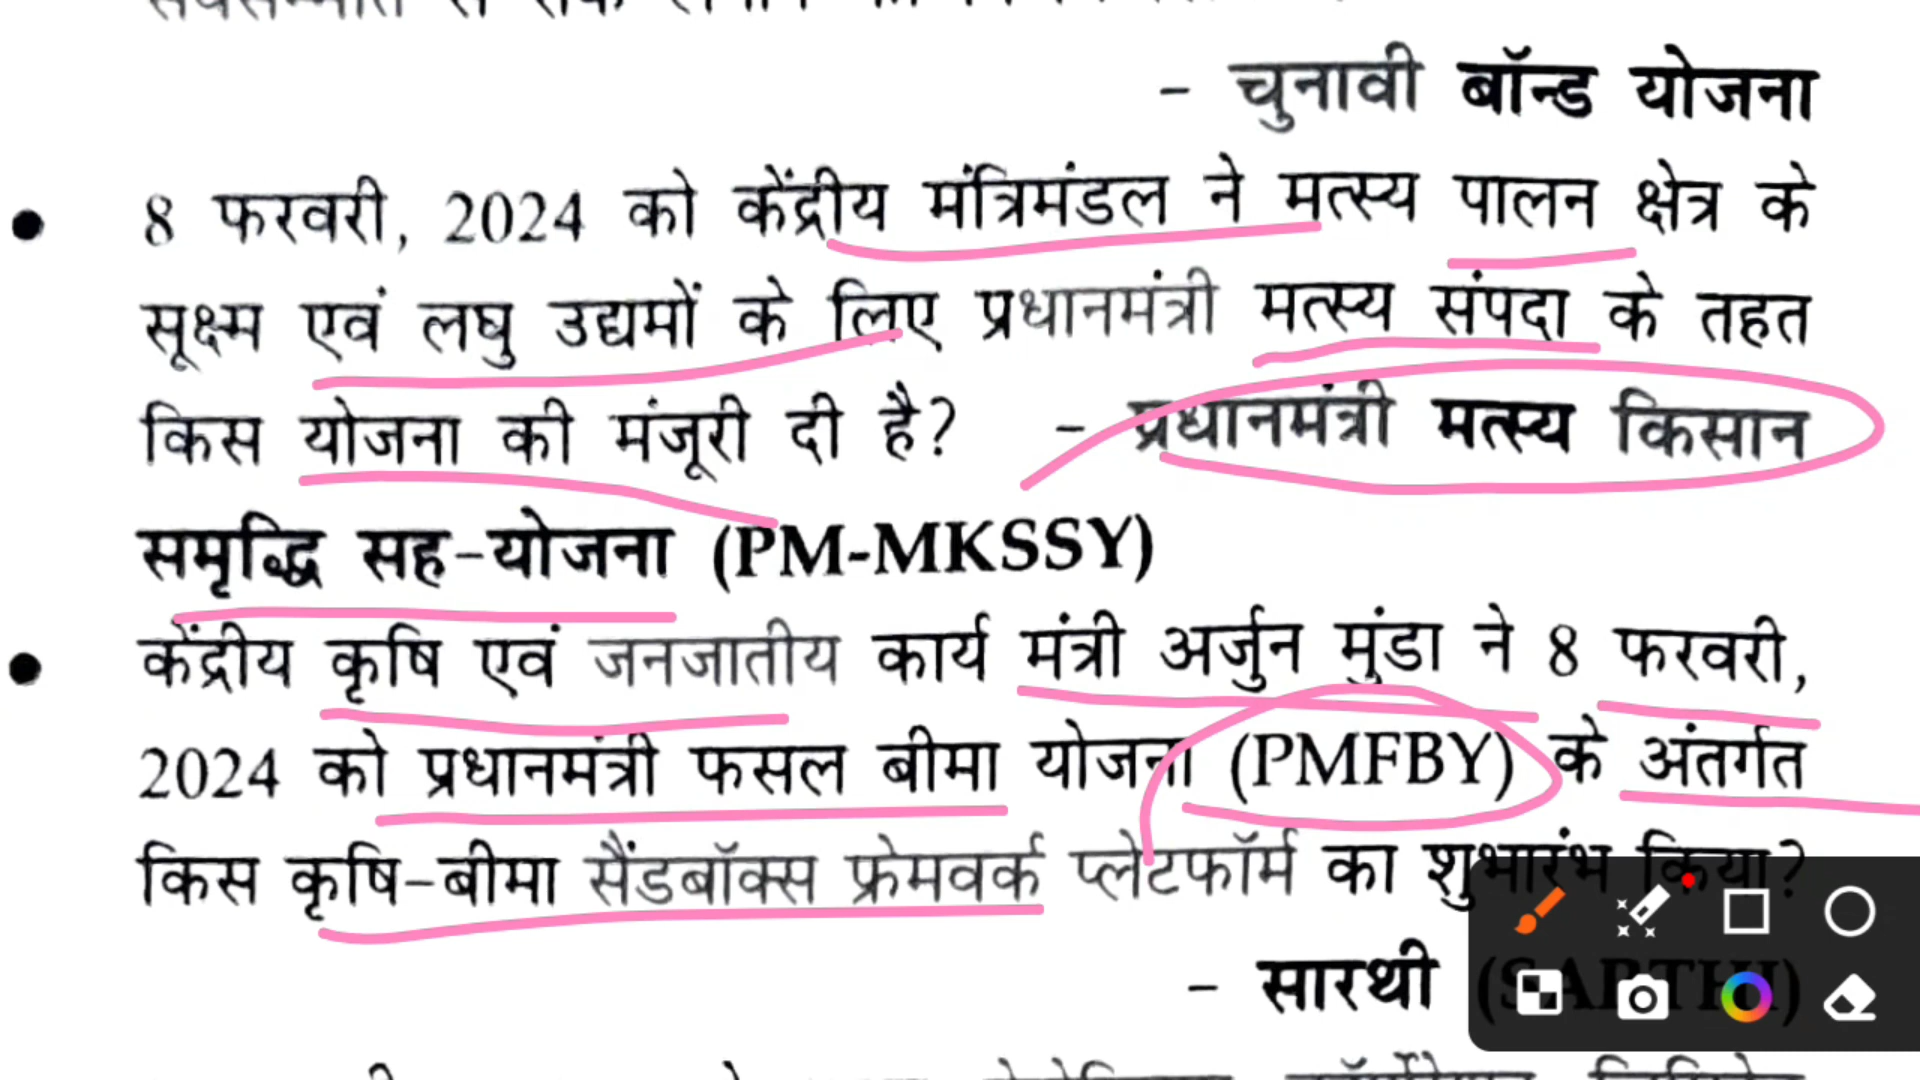 – चुनावी बॉन्ड योजना
• 8 फरवरी, 2024 को केंद्रीय मंत्रिमंडल ने मत्स्य पालन क्षेत्र के
सूक्ष्म एवं लघु उद्यमों के लिए प्रधानमंत्री मत्स्य संपदा के तहत
किस योजना की मंजूरी दी है? – प्रधानमंत्री मत्स्य किसान
समृद्धि सह-योजना (PM-MKSSY)
• केंद्रीय कृषि एवं जनजातीय कार्य मंत्री अर्जुन मुंडा ने 8 फरवरी,
2024 को प्रधानमंत्री फसल बीमा योजना (PMFBY) के अंतर्गत
किस कृषि-बीमा सैंडबॉक्स फ्रेमवर्क प्लेटफॉर्म का शुभारंभ किया?
– सारथी (SARTHI)